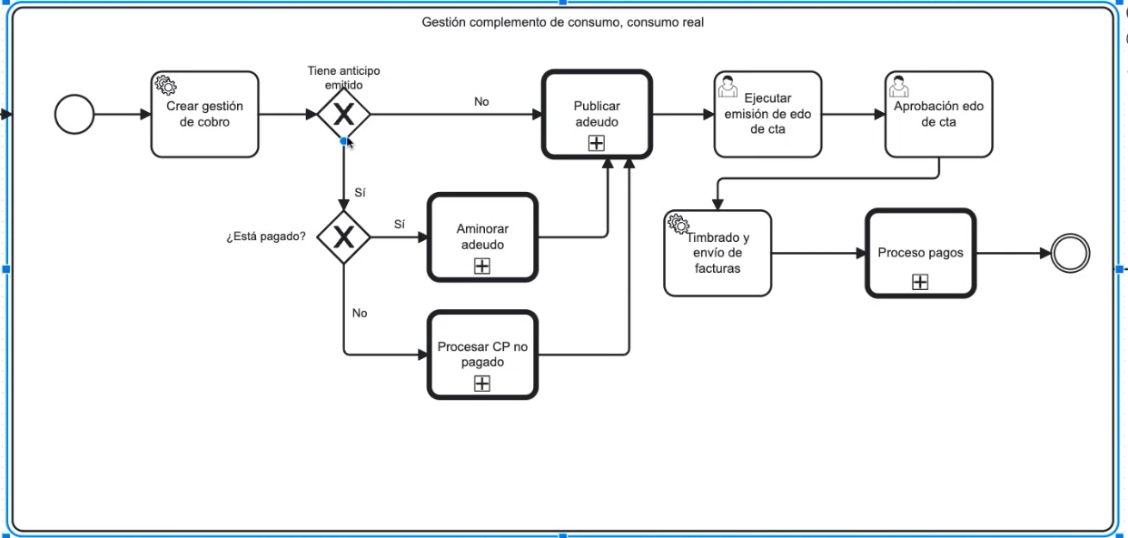 Gestión complemento de consumo, consumo real
Crear gestión
de cobro
Tiene anticipo
emitido
No
Publicar
adeudo
Ejecutar
emisión de edo
de cta
Aprobación edo
de cta
Sí
¿Está pagado?
Sí
Aminorar
adeudo
Timbrado y
envío de
facturas
Proceso pagos
No
Procesar CP no
pagado